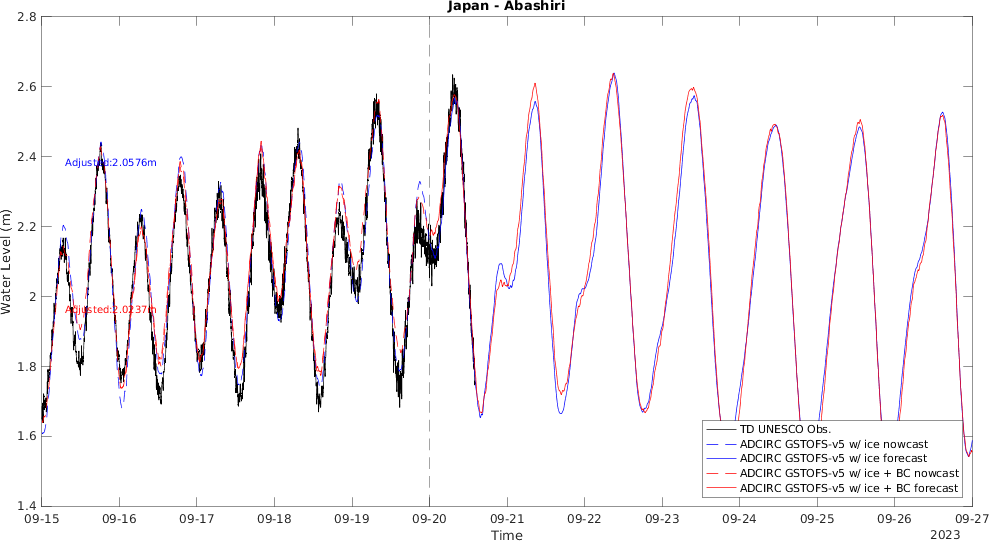 Japan - Abashiri
2.8
2.6
2.4
2.2
2
1.8
1.6
1.4
Water Level (m)
Adjusted:2.0576m
Adjusted:2.0237m
TD UNESCO Obs.
ADCIRC GSTOFS-v5 w/ ice nowcast
ADCIRC GSTOFS-v5 w/ ice forecast
ADCIRC GSTOFS-v5 w/ ice + BC nowcast
ADCIRC GSTOFS-v5 w/ ice + BC forecast
09-15 09-16 09-17 09-18 09-19 09-20 09-21 09-22 09-23 09-24 09-25 09-26 09-27
Time
2023